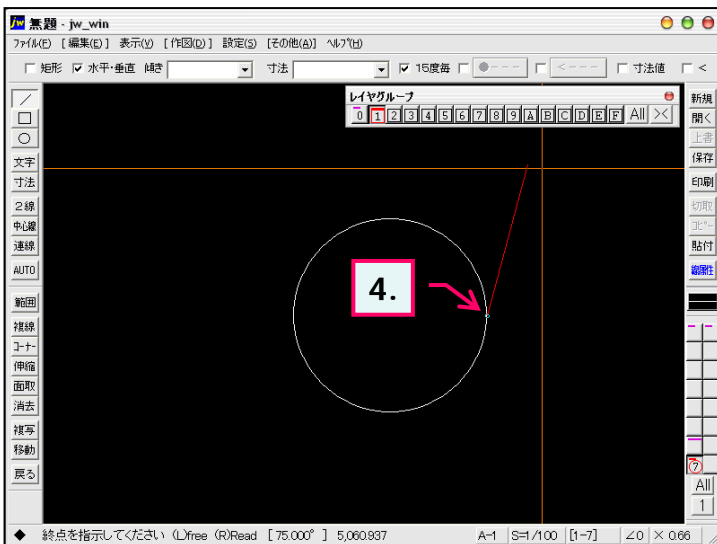 無題 - jw_win
ファイル(F) [編集(E)] 表示(V) [作図(D)] 設定(S) [その他(A)] ヘルプ(H)
矩形 水平・垂直 傾き 寸法 15度毎 ●--- <--- 寸法値 <
レイヤグループ
0 1 2 3 4 5 6 7 8 9 A B C D E F All ><
／
□
○
文字
寸法
2線
中心線
連線
AUTO
範囲
複線
コーナー
伸縮
面取
消去
複写
移動
戻る
4.
新規
開く
上書
保存
印刷
切取
コピー
貼付
線属性
7
All
1
◆ 終点を指示してください (L)free (R)Read [75.000°] 5,060.937 A-1 S=1/100 [1-7] ∠0 × 0.66